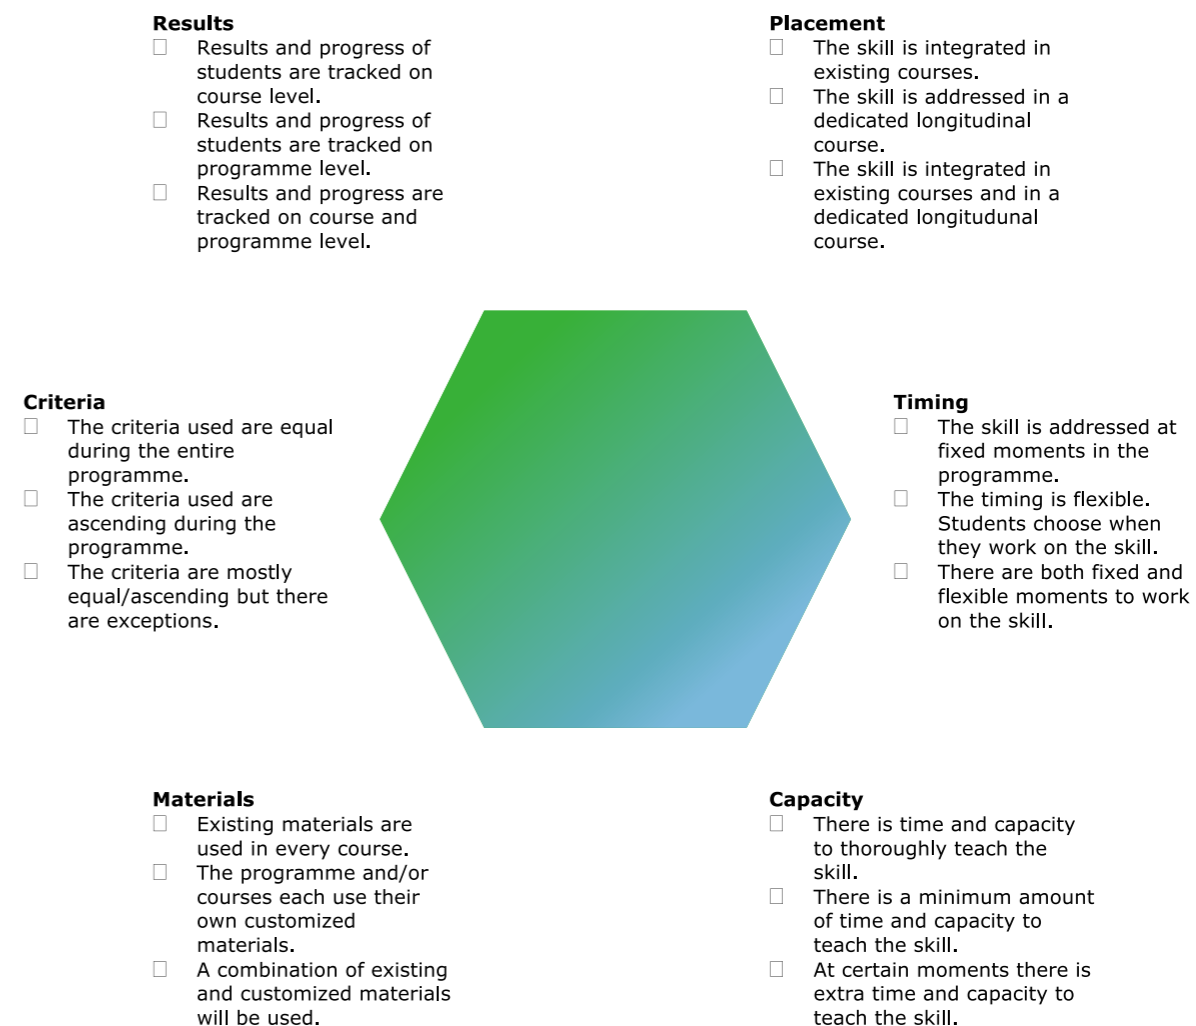 Results
☐ Results and progress of
students are tracked on
course level.
☐ Results and progress of
students are tracked on
programme level.
☐ Results and progress are
tracked on course and
programme level.
Placement
☐ The skill is integrated in
existing courses.
☐ The skill is addressed in a
dedicated longitudinal
course.
☐ The skill is integrated in
existing courses and in a
dedicated longitudunal
course.
Criteria
☐ The criteria used are equal
during the entire
programme.
☐ The criteria used are
ascending during the
programme.
☐ The criteria are mostly
equal/ascending but there
are exceptions.
Timing
☐ The skill is addressed at
fixed moments in the
programme.
☐ The timing is flexible.
Students choose when
they work on the skill.
☐ There are both fixed and
flexible moments to work
on the skill.
Materials
☐ Existing materials are
used in every course.
☐ The programme and/or
courses each use their
own customized
materials.
☐ A combination of existing
and customized materials
will be used.
Capacity
☐ There is time and capacity
to thoroughly teach the
skill.
☐ There is a minimum amount
of time and capacity to
teach the skill.
☐ At certain moments there is
extra time and capacity to
teach the skill.